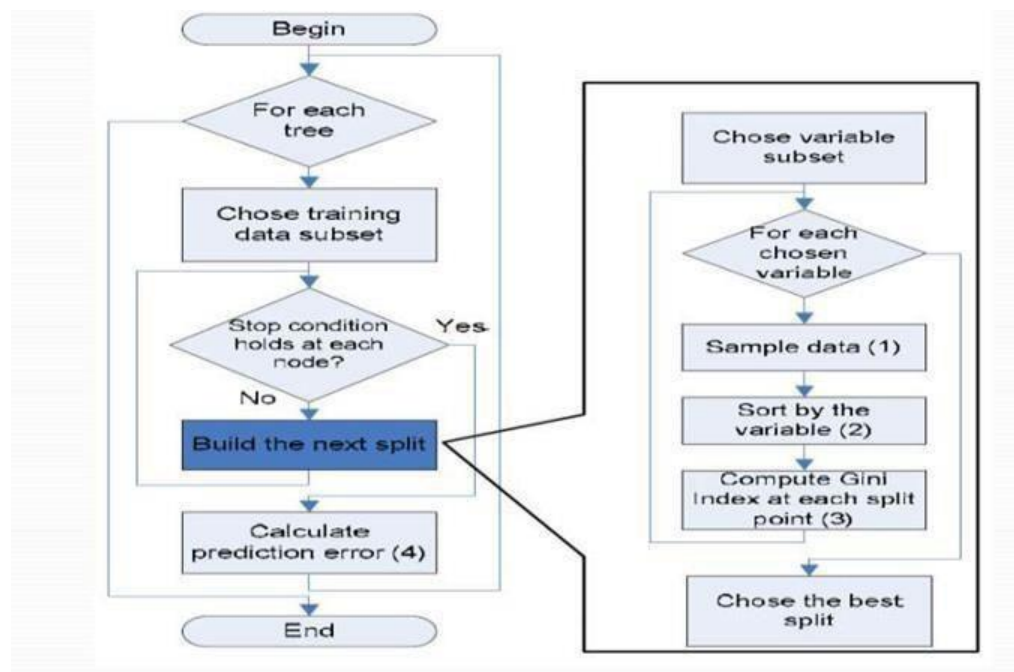 Begin
For each
tree
Chose training
data subset
Stop condition
holds at each
node?
Yes
No
Build the next split
Calculate
prediction error (4)
End
Chose variable
subset
For each
chosen
variable
Sample data (1)
Sort by the
variable (2)
Compute Gini
Index at each split
point (3)
Chose the best
split